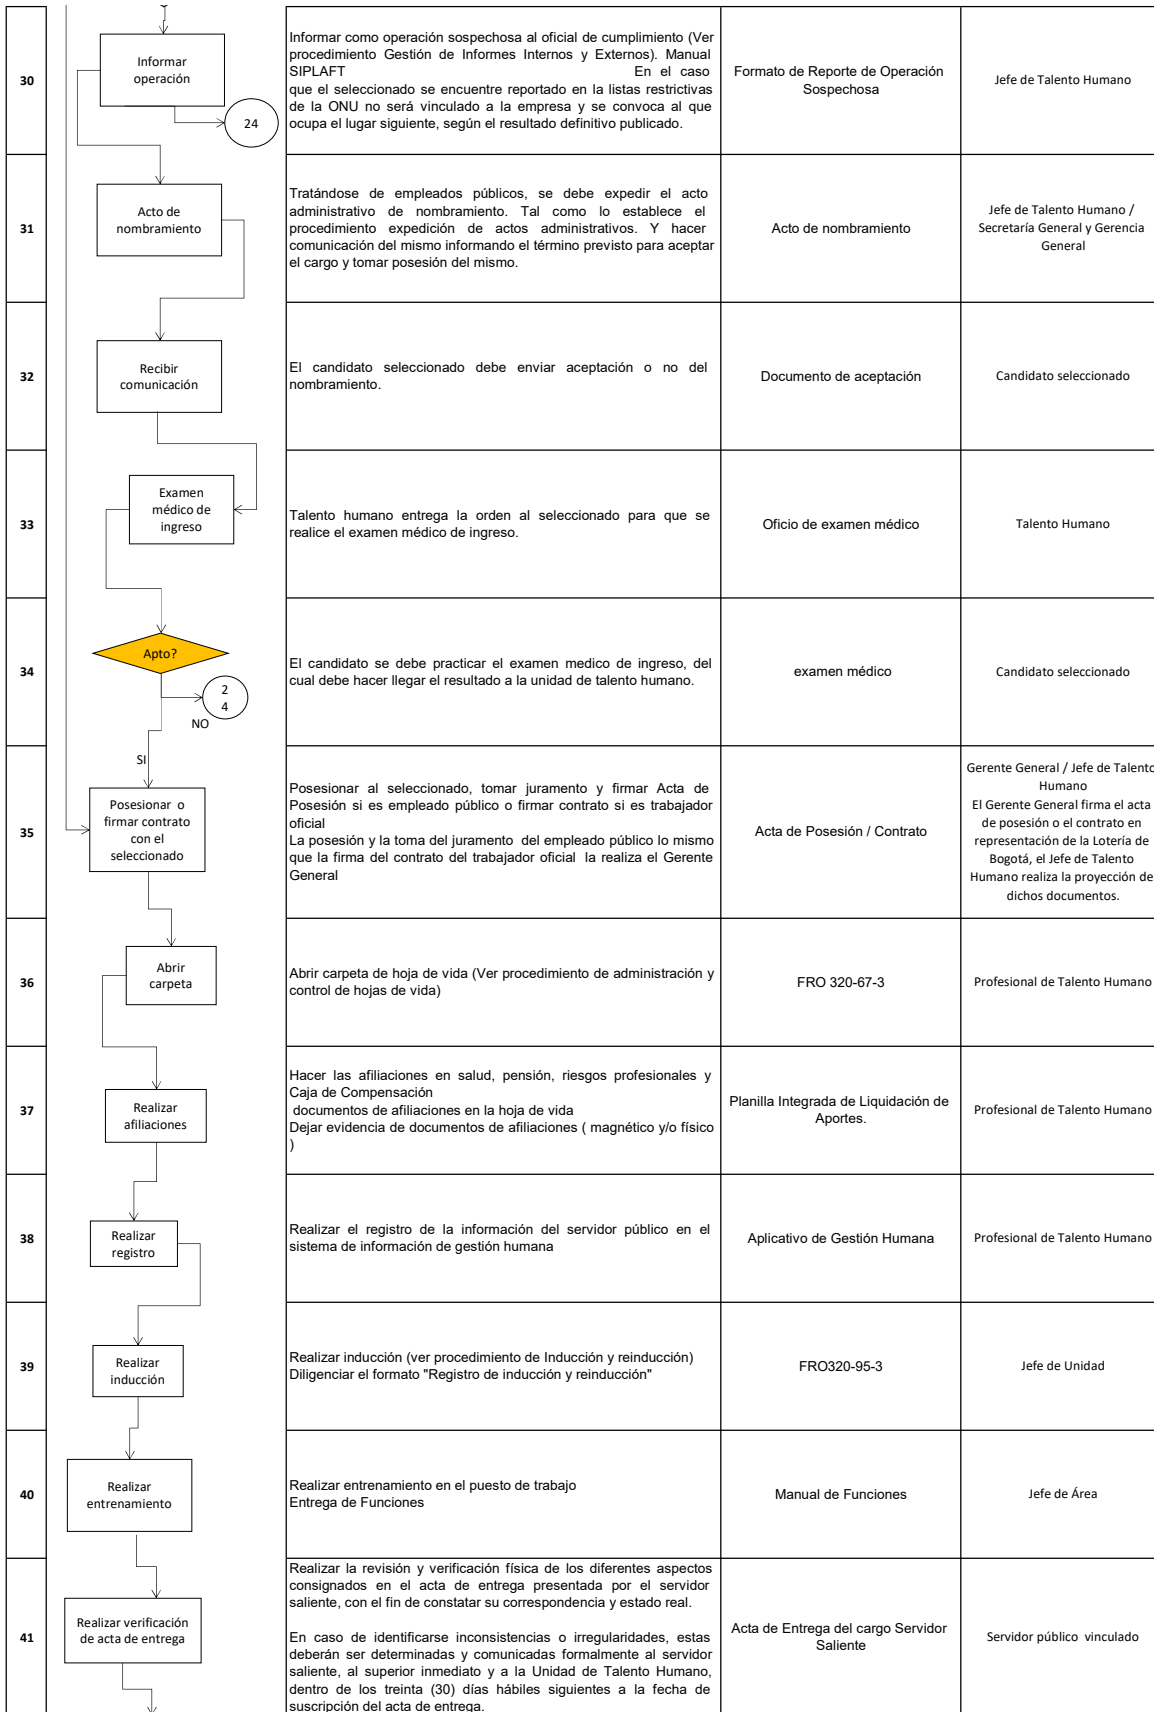 30
Informar
operación
24
Informar como operación sospechosa al oficial de cumplimiento (Ver
procedimiento Gestión de Informes Internos y Externos). Manual
SIPLAFT En el caso
que el seleccionado se encuentre reportado en la listas restrictivas
de la ONU no será vinculado a la empresa y se convoca al que
ocupa el lugar siguiente, según el resultado definitivo publicado.
Formato de Reporte de Operación
Sospechosa
Jefe de Talento Humano
31
Acto de
nombramiento
Tratándose de empleados públicos, se debe expedir el acto
administrativo de nombramiento. Tal como lo establece el
procedimiento expedición de actos administrativos. Y hacer
comunicación del mismo informando el término previsto para aceptar
el cargo y tomar posesión del mismo.
Acto de nombramiento
Jefe de Talento Humano /
Secretaría General y Gerencia
General
32
Recibir
comunicación
El candidato seleccionado debe enviar aceptación o no del
nombramiento.
Documento de aceptación
Candidato seleccionado
33
Examen
médico de
ingreso
Talento humano entrega la orden al seleccionado para que se
realice el examen médico de ingreso.
Oficio de examen médico
Talento Humano
34
Apto?
2
4
NO
SI
El candidato se debe practicar el examen medico de ingreso, del
cual debe hacer llegar el resultado a la unidad de talento humano.
examen médico
Candidato seleccionado
35
Posesionar o
firmar contrato
con el
seleccionado
Posesionar al seleccionado, tomar juramento y firmar Acta de
Posesión si es empleado público o firmar contrato si es trabajador
oficial
La posesión y la toma del juramento del empleado público lo mismo
que la firma del contrato del trabajador oficial la realiza el Gerente
General
Acta de Posesión / Contrato
Gerente General / Jefe de Talento
Humano
El Gerente General firma el acta
de posesión o el contrato en
representación de la Lotería de
Bogotá, el Jefe de Talento
Humano realiza la proyección de
dichos documentos.
36
Abrir
carpeta
Abrir carpeta de hoja de vida (Ver procedimiento de administración y
control de hojas de vida)
FRO 320-67-3
Profesional de Talento Humano
37
Realizar
afiliaciones
Hacer las afiliaciones en salud, pensión, riesgos profesionales y
Caja de Compensación
documentos de afiliaciones en la hoja de vida
Dejar evidencia de documentos de afiliaciones ( magnético y/o físico
)
Planilla Integrada de Liquidación de
Aportes.
Profesional de Talento Humano
38
Realizar
registro
Realizar el registro de la información del servidor público en el
sistema de información de gestión humana
Aplicativo de Gestión Humana
Profesional de Talento Humano
39
Realizar
inducción
Realizar inducción (ver procedimiento de Inducción y reinducción)
Diligenciar el formato "Registro de inducción y reinducción"
FRO320-95-3
Jefe de Unidad
40
Realizar
entrenamiento
Realizar entrenamiento en el puesto de trabajo
Entrega de Funciones
Manual de Funciones
Jefe de Área
41
Realizar verificación
de acta de entrega
Realizar la revisión y verificación física de los diferentes aspectos
consignados en el acta de entrega presentada por el servidor
saliente, con el fin de constatar su correspondencia y estado real.
En caso de identificarse inconsistencias o irregularidades, estas
deberán ser determinadas y comunicadas formalmente al servidor
saliente, al superior inmediato y a la Unidad de Talento Humano,
dentro de los treinta (30) días hábiles siguientes a la fecha de
suscripción del acta de entrega.
Acta de Entrega del cargo Servidor
Saliente
Servidor público vinculado